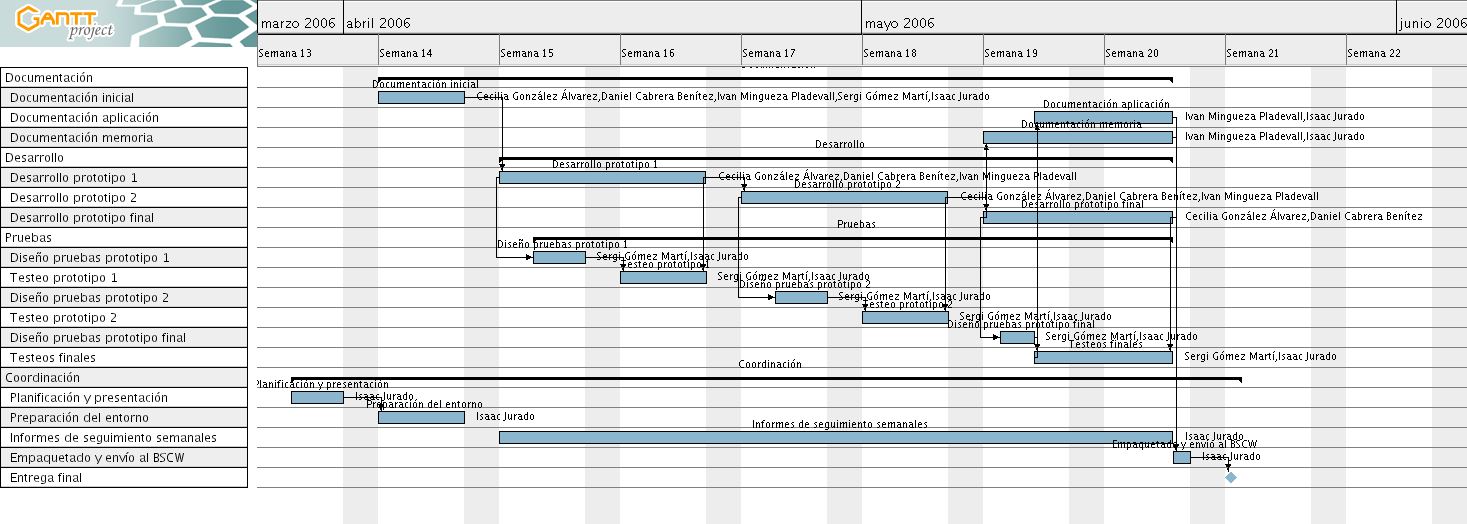 GANTT project
marzo 2006 abril 2006 mayo 2006 junio 2006
Semana 13 Semana 14 Semana 15 Semana 16 Semana 17 Semana 18 Semana 19 Semana 20 Semana 21 Semana 22
Documentación
Documentación inicial
Documentación inicial Cecilia González Álvarez,Daniel Cabrera Benítez,Ivan Mingueza Pladevall,Sergi Gómez Martí,Isaac Jurado
Documentación aplicación
Documentación aplicación Ivan Mingueza Pladevall,Isaac Jurado
Documentación memoria
Documentación memoria Ivan Mingueza Pladevall,Isaac Jurado
Desarrollo
Desarrollo
Desarrollo prototipo 1
Desarrollo prototipo 1 Cecilia González Álvarez,Daniel Cabrera Benítez,Ivan Mingueza Pladevall
Desarrollo prototipo 2
Desarrollo prototipo 2 Cecilia González Álvarez,Daniel Cabrera Benítez,Ivan Mingueza Pladevall
Desarrollo prototipo final
Desarrollo prototipo final Cecilia González Álvarez,Daniel Cabrera Benítez
Pruebas
Pruebas
Diseño pruebas prototipo 1
Diseño pruebas prototipo 1 Sergi Gómez Martí,Isaac Jurado
Testeo prototipo 1
Testeo prototipo 1 Sergi Gómez Martí,Isaac Jurado
Diseño pruebas prototipo 2
Diseño pruebas prototipo 2 Sergi Gómez Martí,Isaac Jurado
Testeo prototipo 2
Testeo prototipo 2 Sergi Gómez Martí,Isaac Jurado
Diseño pruebas prototipo final
Diseño pruebas prototipo final Sergi Gómez Martí,Isaac Jurado
Testeos finales
Testeos finales Sergi Gómez Martí,Isaac Jurado
Coordinación
Coordinación
Planificación y presentación
Planificación y presentación Isaac Jurado
Preparación del entorno
Preparación del entorno Isaac Jurado
Informes de seguimiento semanales
Informes de seguimiento semanales Isaac Jurado
Empaquetado y envío al BSCW
Empaquetado y envío al BSCW Isaac Jurado
Entrega final